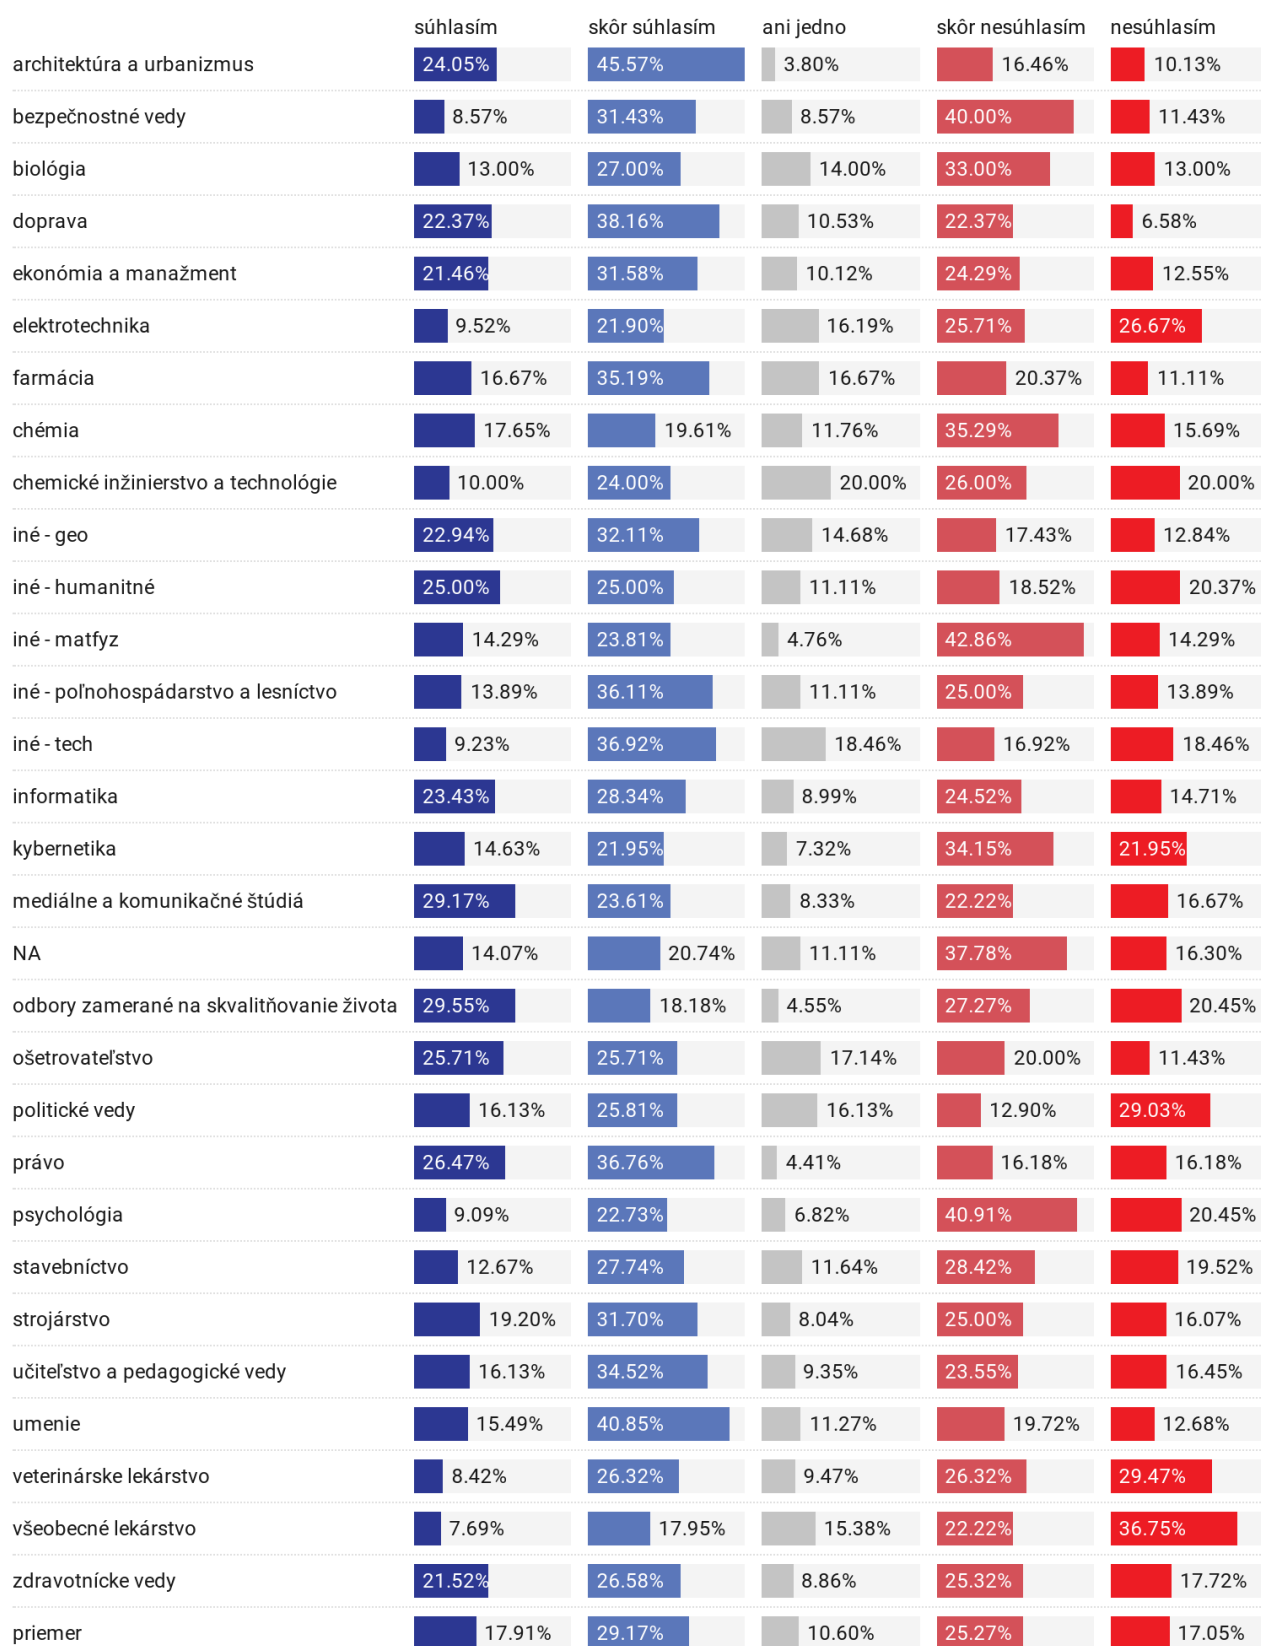 súhlasím skôr súhlasím ani jedno skôr nesúhlasím nesúhlasím
architektúra a urbanizmus 24.05% 45.57% 3.80% 16.46% 10.13%
bezpečnostné vedy 8.57% 31.43% 8.57% 40.00% 11.43%
biológia 13.00% 27.00% 14.00% 33.00% 13.00%
doprava 22.37% 38.16% 10.53% 22.37% 6.58%
ekonómia a manažment 21.46% 31.58% 10.12% 24.29% 12.55%
elektrotechnika 9.52% 21.90% 16.19% 25.71% 26.67%
farmácia 16.67% 35.19% 16.67% 20.37% 11.11%
chémia 17.65% 19.61% 11.76% 35.29% 15.69%
chemické inžinierstvo a technológie 10.00% 24.00% 20.00% 26.00% 20.00%
iné - geo 22.94% 32.11% 14.68% 17.43% 12.84%
iné - humanitné 25.00% 25.00% 11.11% 18.52% 20.37%
iné - matfyz 14.29% 23.81% 4.76% 42.86% 14.29%
iné - poľnohospádarstvo a lesníctvo 13.89% 36.11% 11.11% 25.00% 13.89%
iné - tech 9.23% 36.92% 18.46% 16.92% 18.46%
informatika 23.43% 28.34% 8.99% 24.52% 14.71%
kybernetika 14.63% 21.95% 7.32% 34.15% 21.95%
mediálne a komunikačné štúdiá 29.17% 23.61% 8.33% 22.22% 16.67%
NA 14.07% 20.74% 11.11% 37.78% 16.30%
odbory zamerané na skvalitňovanie života 29.55% 18.18% 4.55% 27.27% 20.45%
ošetrovateľstvo 25.71% 25.71% 17.14% 20.00% 11.43%
politické vedy 16.13% 25.81% 16.13% 12.90% 29.03%
právo 26.47% 36.76% 4.41% 16.18% 16.18%
psychológia 9.09% 22.73% 6.82% 40.91% 20.45%
stavebníctvo 12.67% 27.74% 11.64% 28.42% 19.52%
strojárstvo 19.20% 31.70% 8.04% 25.00% 16.07%
učiteľstvo a pedagogické vedy 16.13% 34.52% 9.35% 23.55% 16.45%
umenie 15.49% 40.85% 11.27% 19.72% 12.68%
veterinárske lekárstvo 8.42% 26.32% 9.47% 26.32% 29.47%
všeobecné lekárstvo 7.69% 17.95% 15.38% 22.22% 36.75%
zdravotnícke vedy 21.52% 26.58% 8.86% 25.32% 17.72%
priemer 17.91% 29.17% 10.60% 25.27% 17.05%